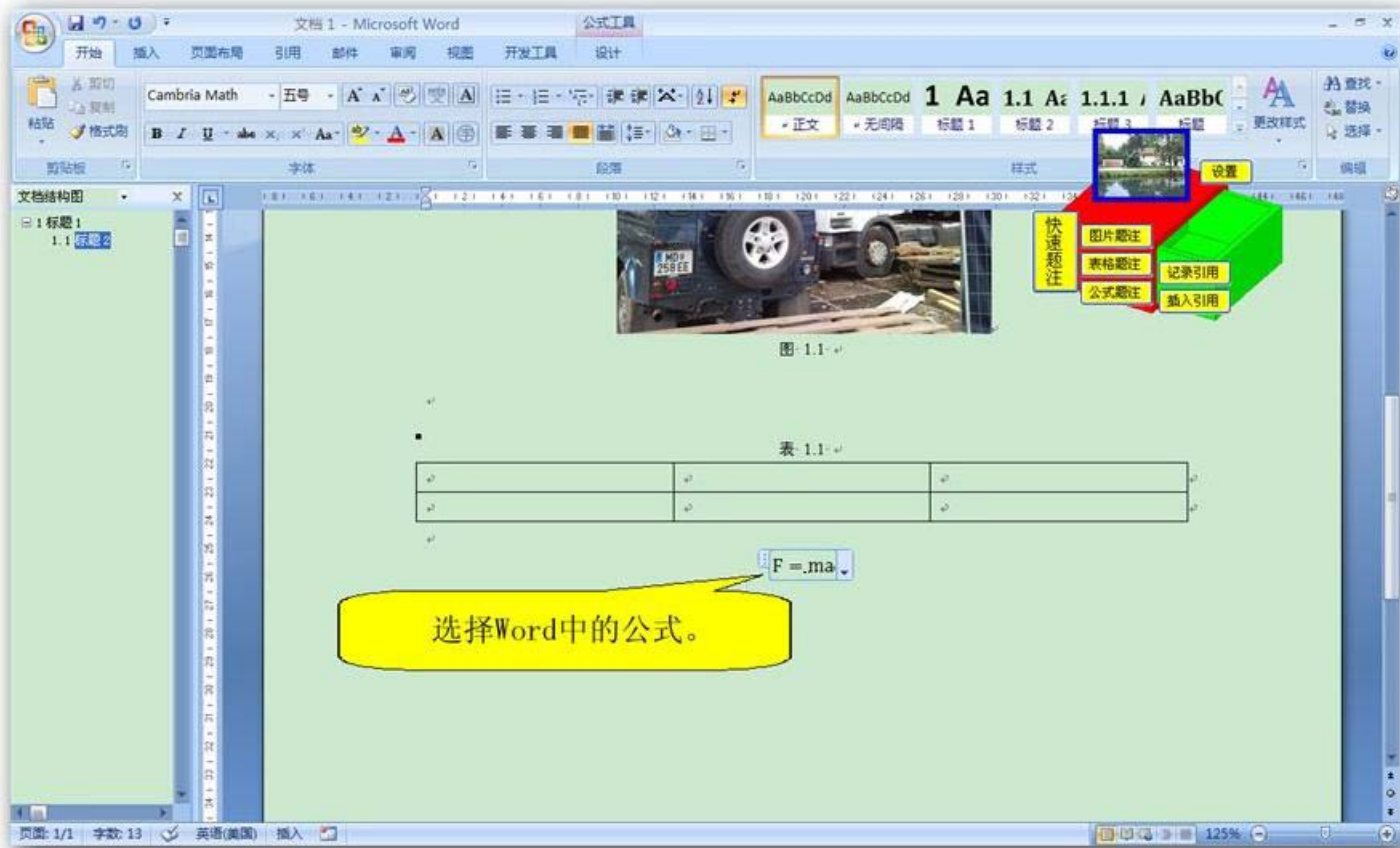 文档 1 - Microsoft Word
公式工具
开始 插入 页面布局 引用 邮件 审阅 视图 开发工具 设计
粘贴
剪切
复制
格式刷
剪贴板
Cambria Math 五号
字体
段落
AaBbCcDd AaBbCcDd 1 Aa 1.1 Aa 1.1.1 AaBb(
正文 无间隔 标题 1 标题 2 标题 3 标题
更改样式
样式
查找
替换
选择
编辑
设置
快速题注
图片题注
表格题注
公式题注
记录引用
插入引用
文档结构图
1 标题 1
1.1 标题 2
258EE
图 1.1
表 1.1
F = ma
选择Word中的公式。
页面: 1/1 字数: 13 英语(美国) 插入 125%